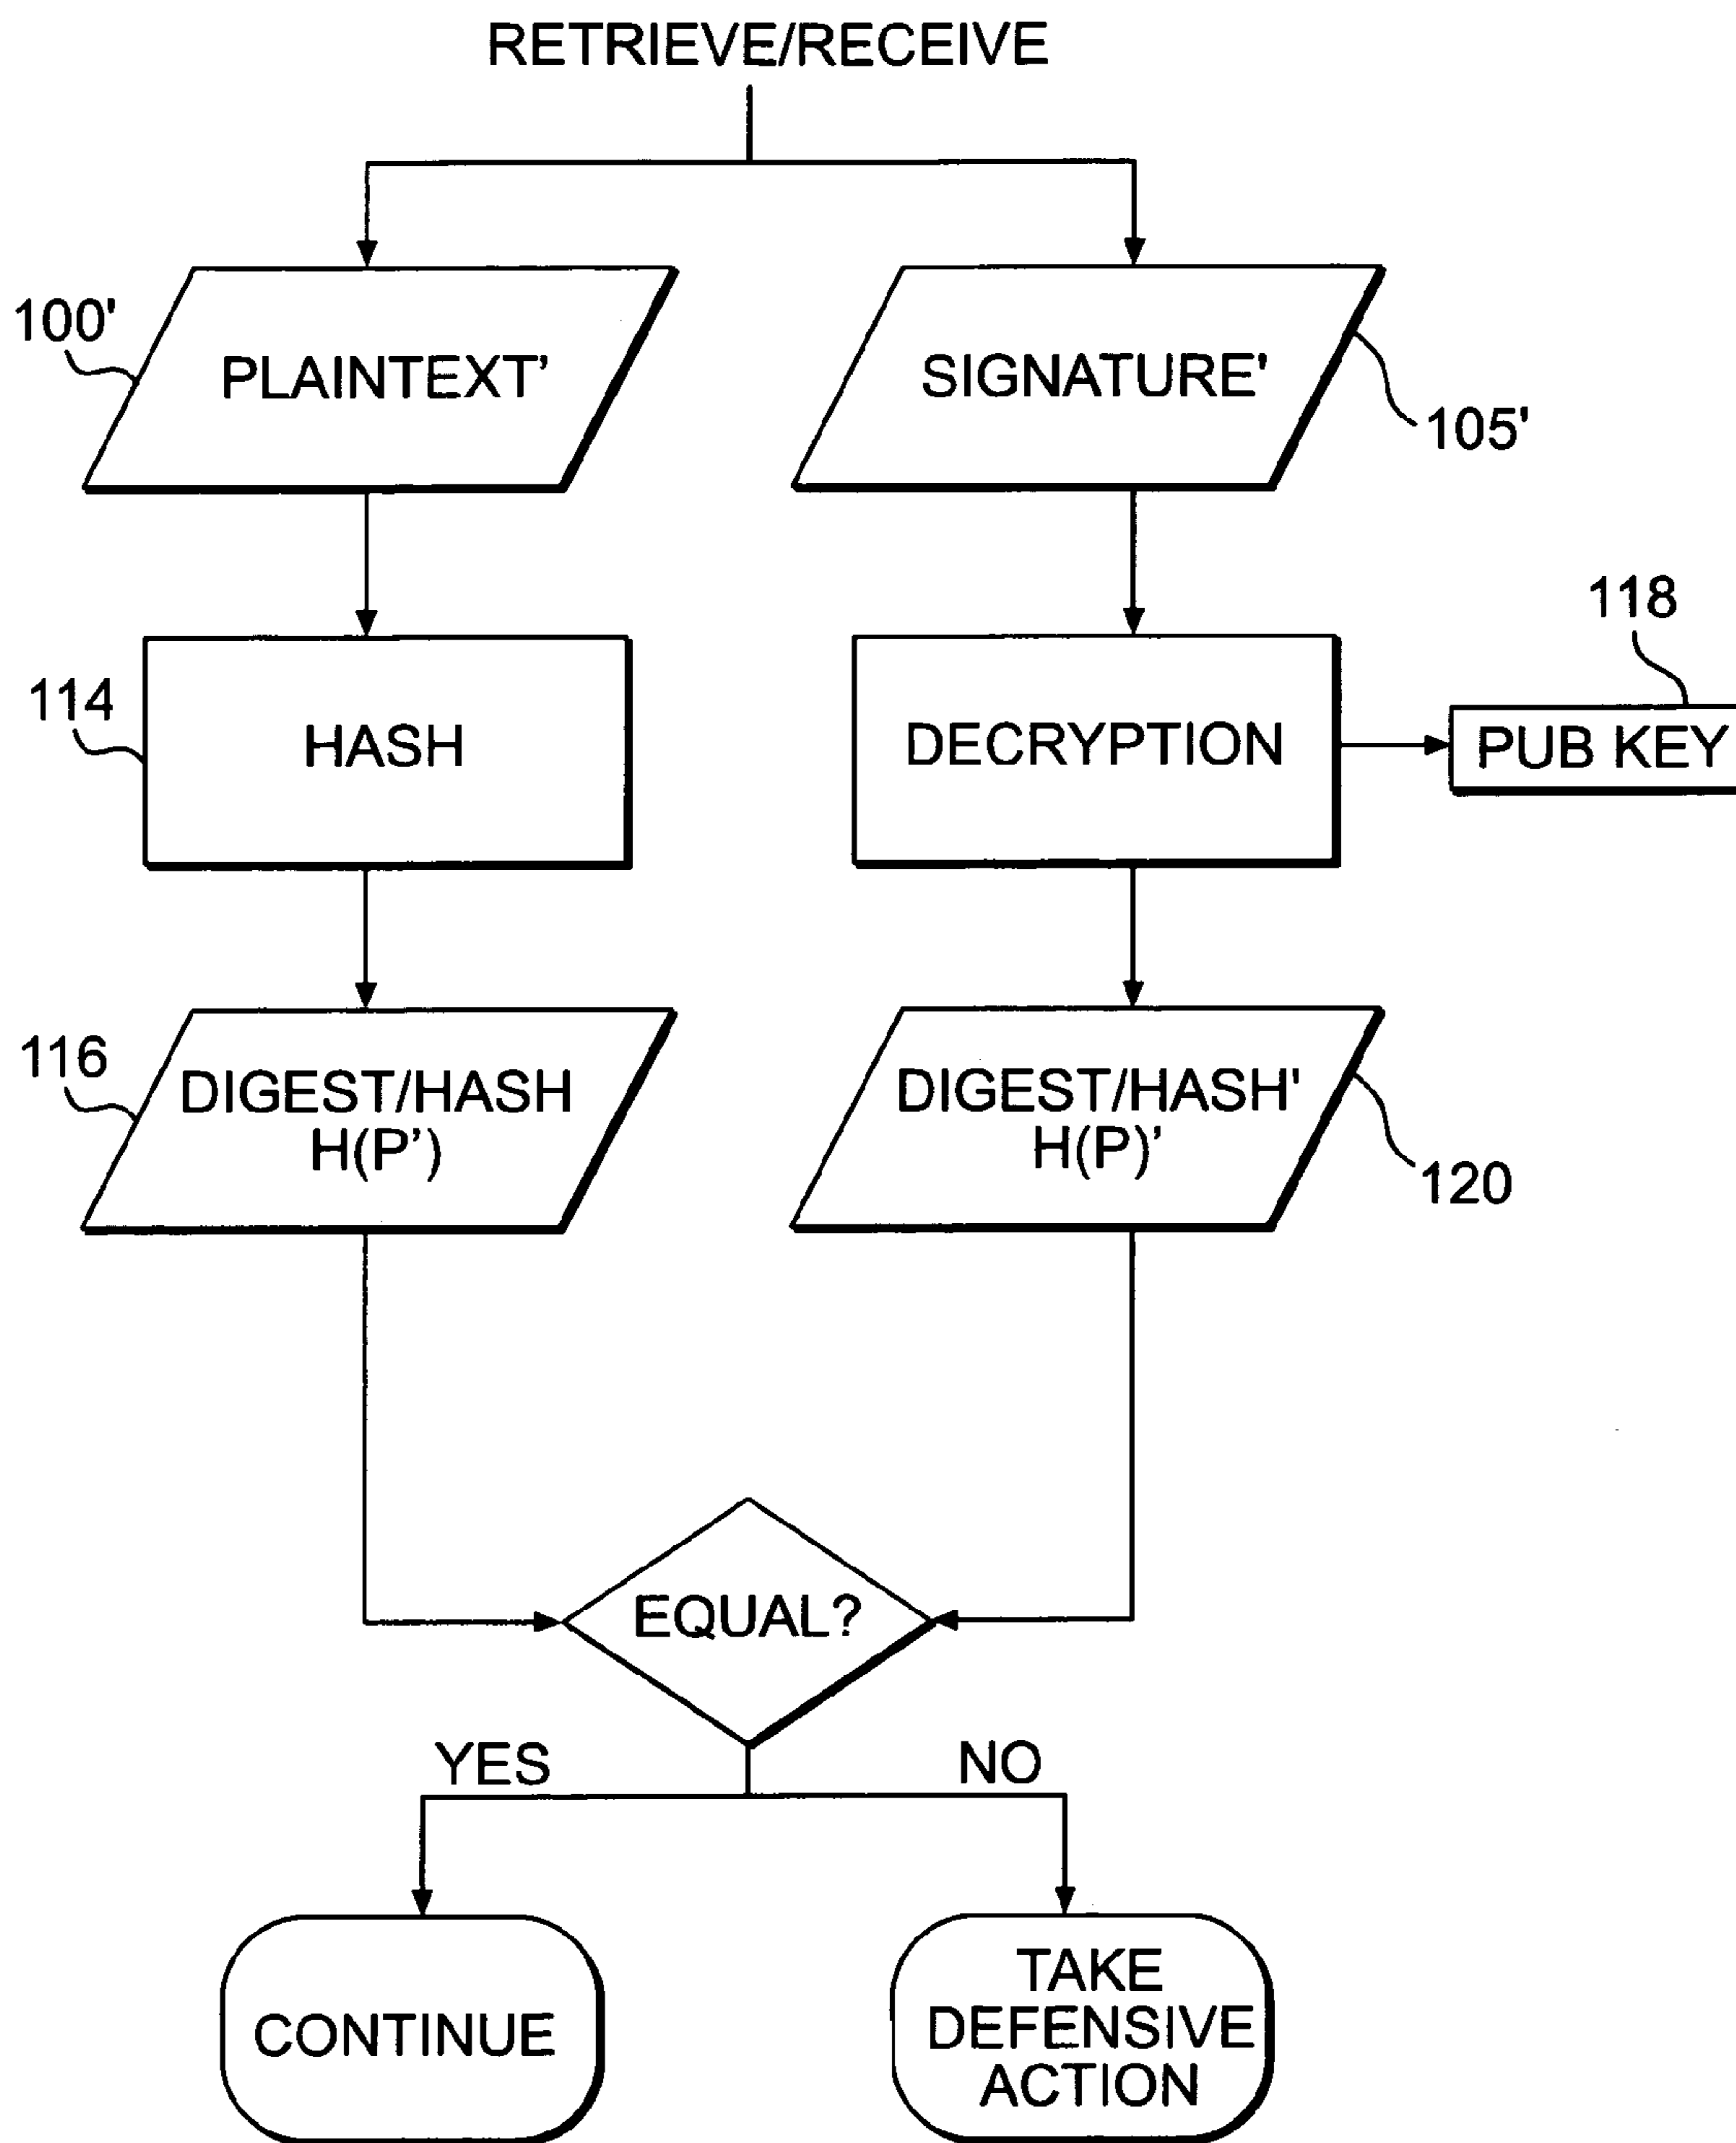 RETRIEVE/RECEIVE
100'
PLAINTEXT'
SIGNATURE'
105'
118
114
HASH
DECRYPTION
PUB KEY
116
DIGEST/HASH
H(P')
DIGEST/HASH'
H(P)'
120
EQUAL?
YES
NO
CONTINUE
TAKE
DEFENSIVE
ACTION